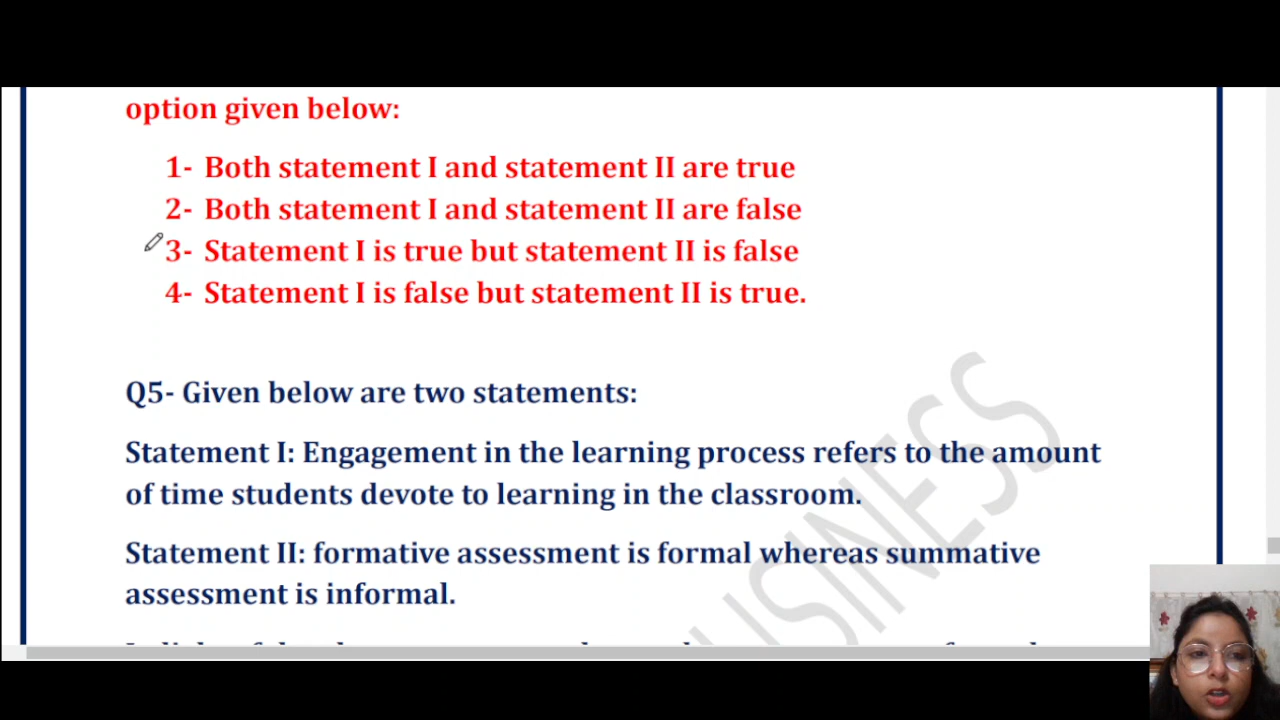 option given below:
1- Both statement I and statement II are true
2- Both statement I and statement II are false
3- Statement I is true but statement II is false
4- Statement I is false but statement II is true.
Q5- Given below are two statements:
Statement I: Engagement in the learning process refers to the amount
of time students devote to learning in the classroom.
Statement II: formative assessment is formal whereas summative
assessment is informal.
USINESS